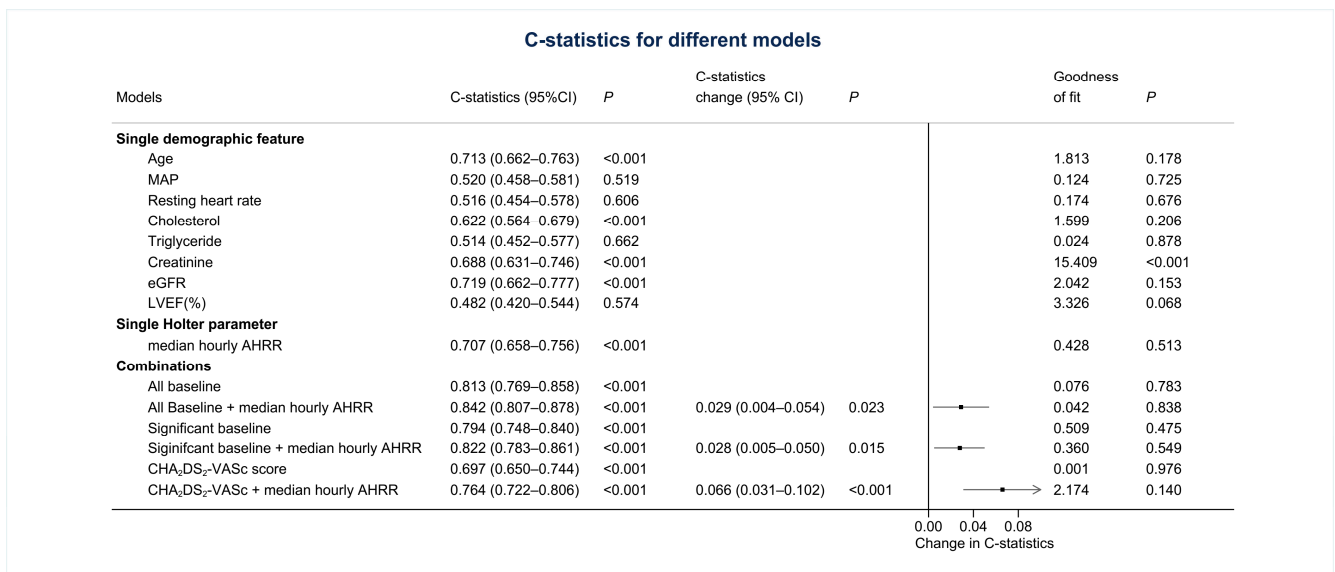 C-statistics for different models
C-statistics Goodness
Models C-statistics (95%CI) P change (95% CI) P of fit P
Single demographic feature
Age 0.713 (0.662–0.763) <0.001 1.813 0.178
MAP 0.520 (0.458–0.581) 0.519 0.124 0.725
Resting heart rate 0.516 (0.454–0.578) 0.606 0.174 0.676
Cholesterol 0.622 (0.564–0.679) <0.001 1.599 0.206
Triglyceride 0.514 (0.452–0.577) 0.662 0.024 0.878
Creatinine 0.688 (0.631–0.746) <0.001 15.409 <0.001
eGFR 0.719 (0.662–0.777) <0.001 2.042 0.153
LVEF(%) 0.482 (0.420–0.544) 0.574 3.326 0.068
Single Holter parameter
median hourly AHRR 0.707 (0.658–0.756) <0.001 0.428 0.513
Combinations
All baseline 0.813 (0.769–0.858) <0.001 0.076 0.783
All Baseline + median hourly AHRR 0.842 (0.807–0.878) <0.001 0.029 (0.004–0.054) 0.023 0.042 0.838
Significant baseline 0.794 (0.748–0.840) <0.001 0.509 0.475
Siginifcant baseline + median hourly AHRR 0.822 (0.783–0.861) <0.001 0.028 (0.005–0.050) 0.015 0.360 0.549
CHA₂DS₂-VASc score 0.697 (0.650–0.744) <0.001 0.001 0.976
CHA₂DS₂-VASc + median hourly AHRR 0.764 (0.722–0.806) <0.001 0.066 (0.031–0.102) <0.001 2.174 0.140
0.00 0.04 0.08
Change in C-statistics